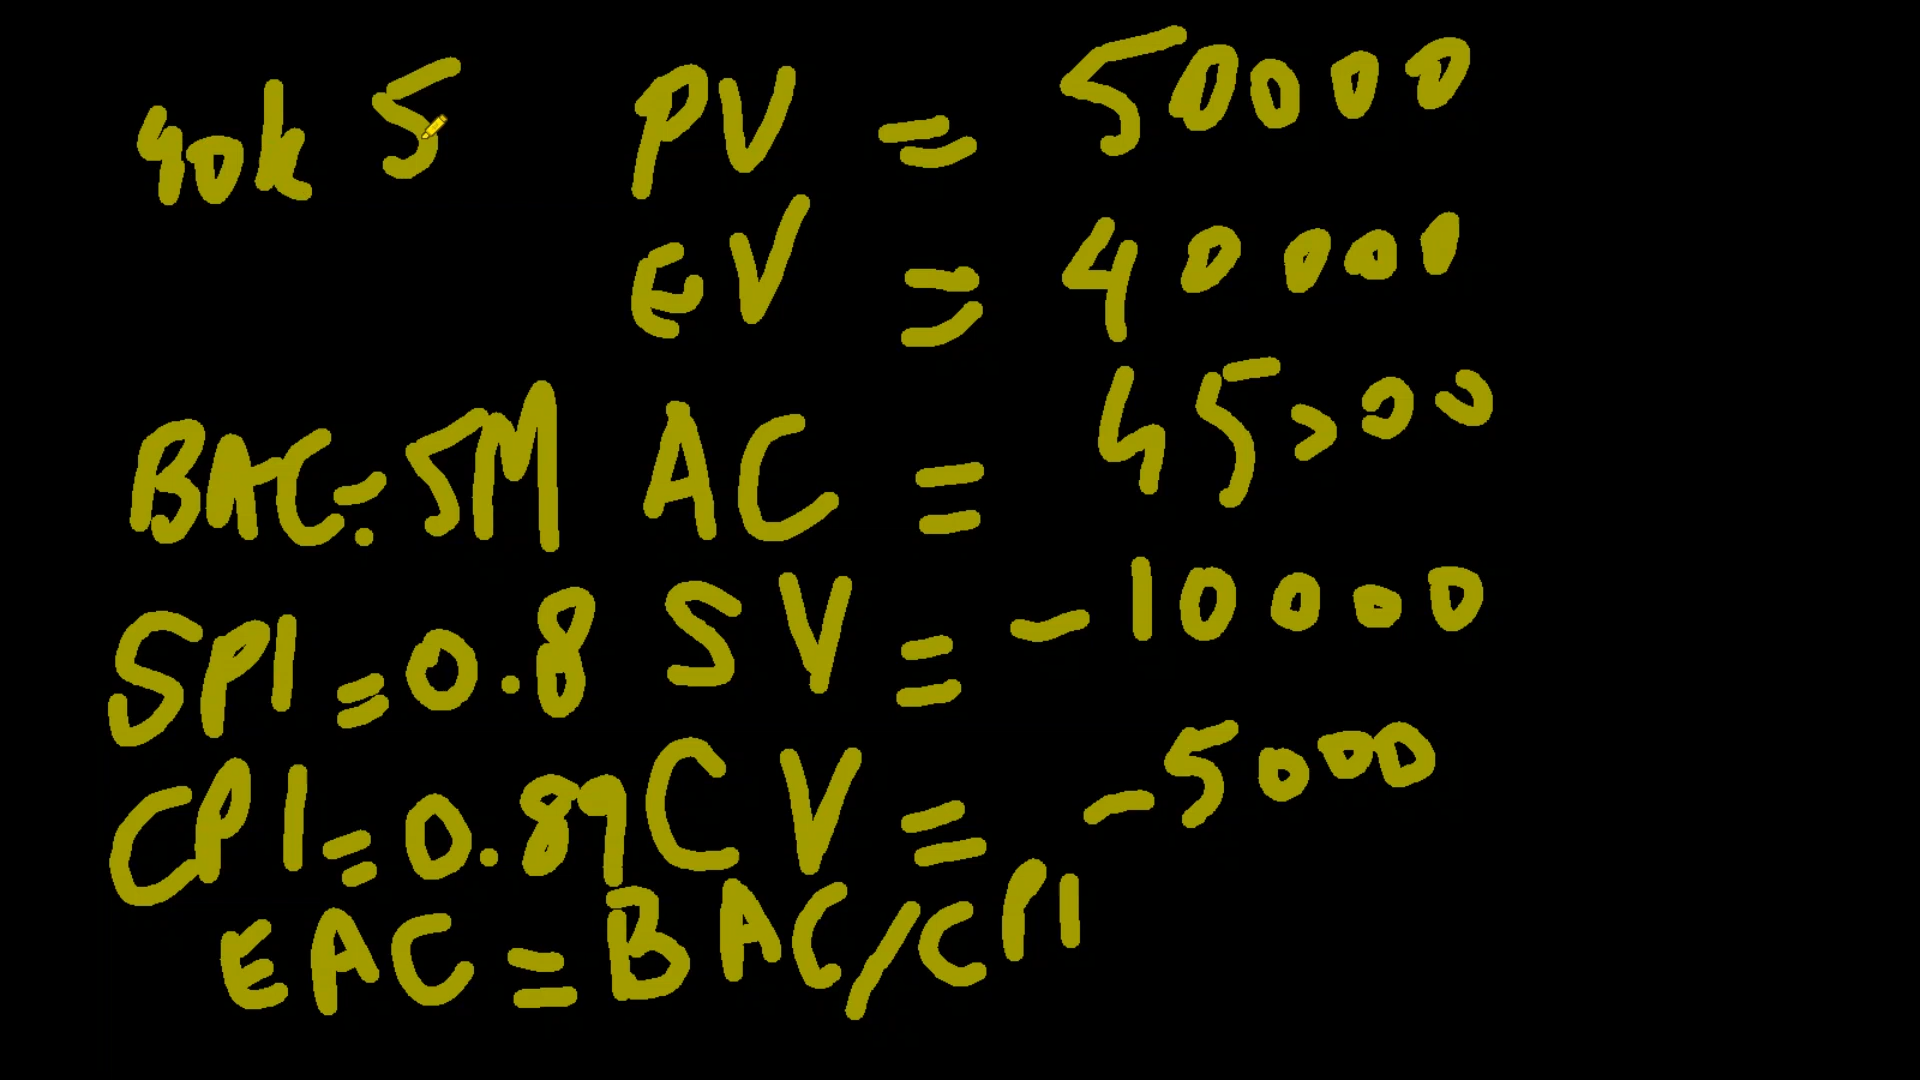 40k 5 PV = 50000
EV = 40000
BAC: 5M AC = 45000
SPI = 0.8 SV = -10000
CPI = 0.89 CV = -5000
EAC = BAC/CPI